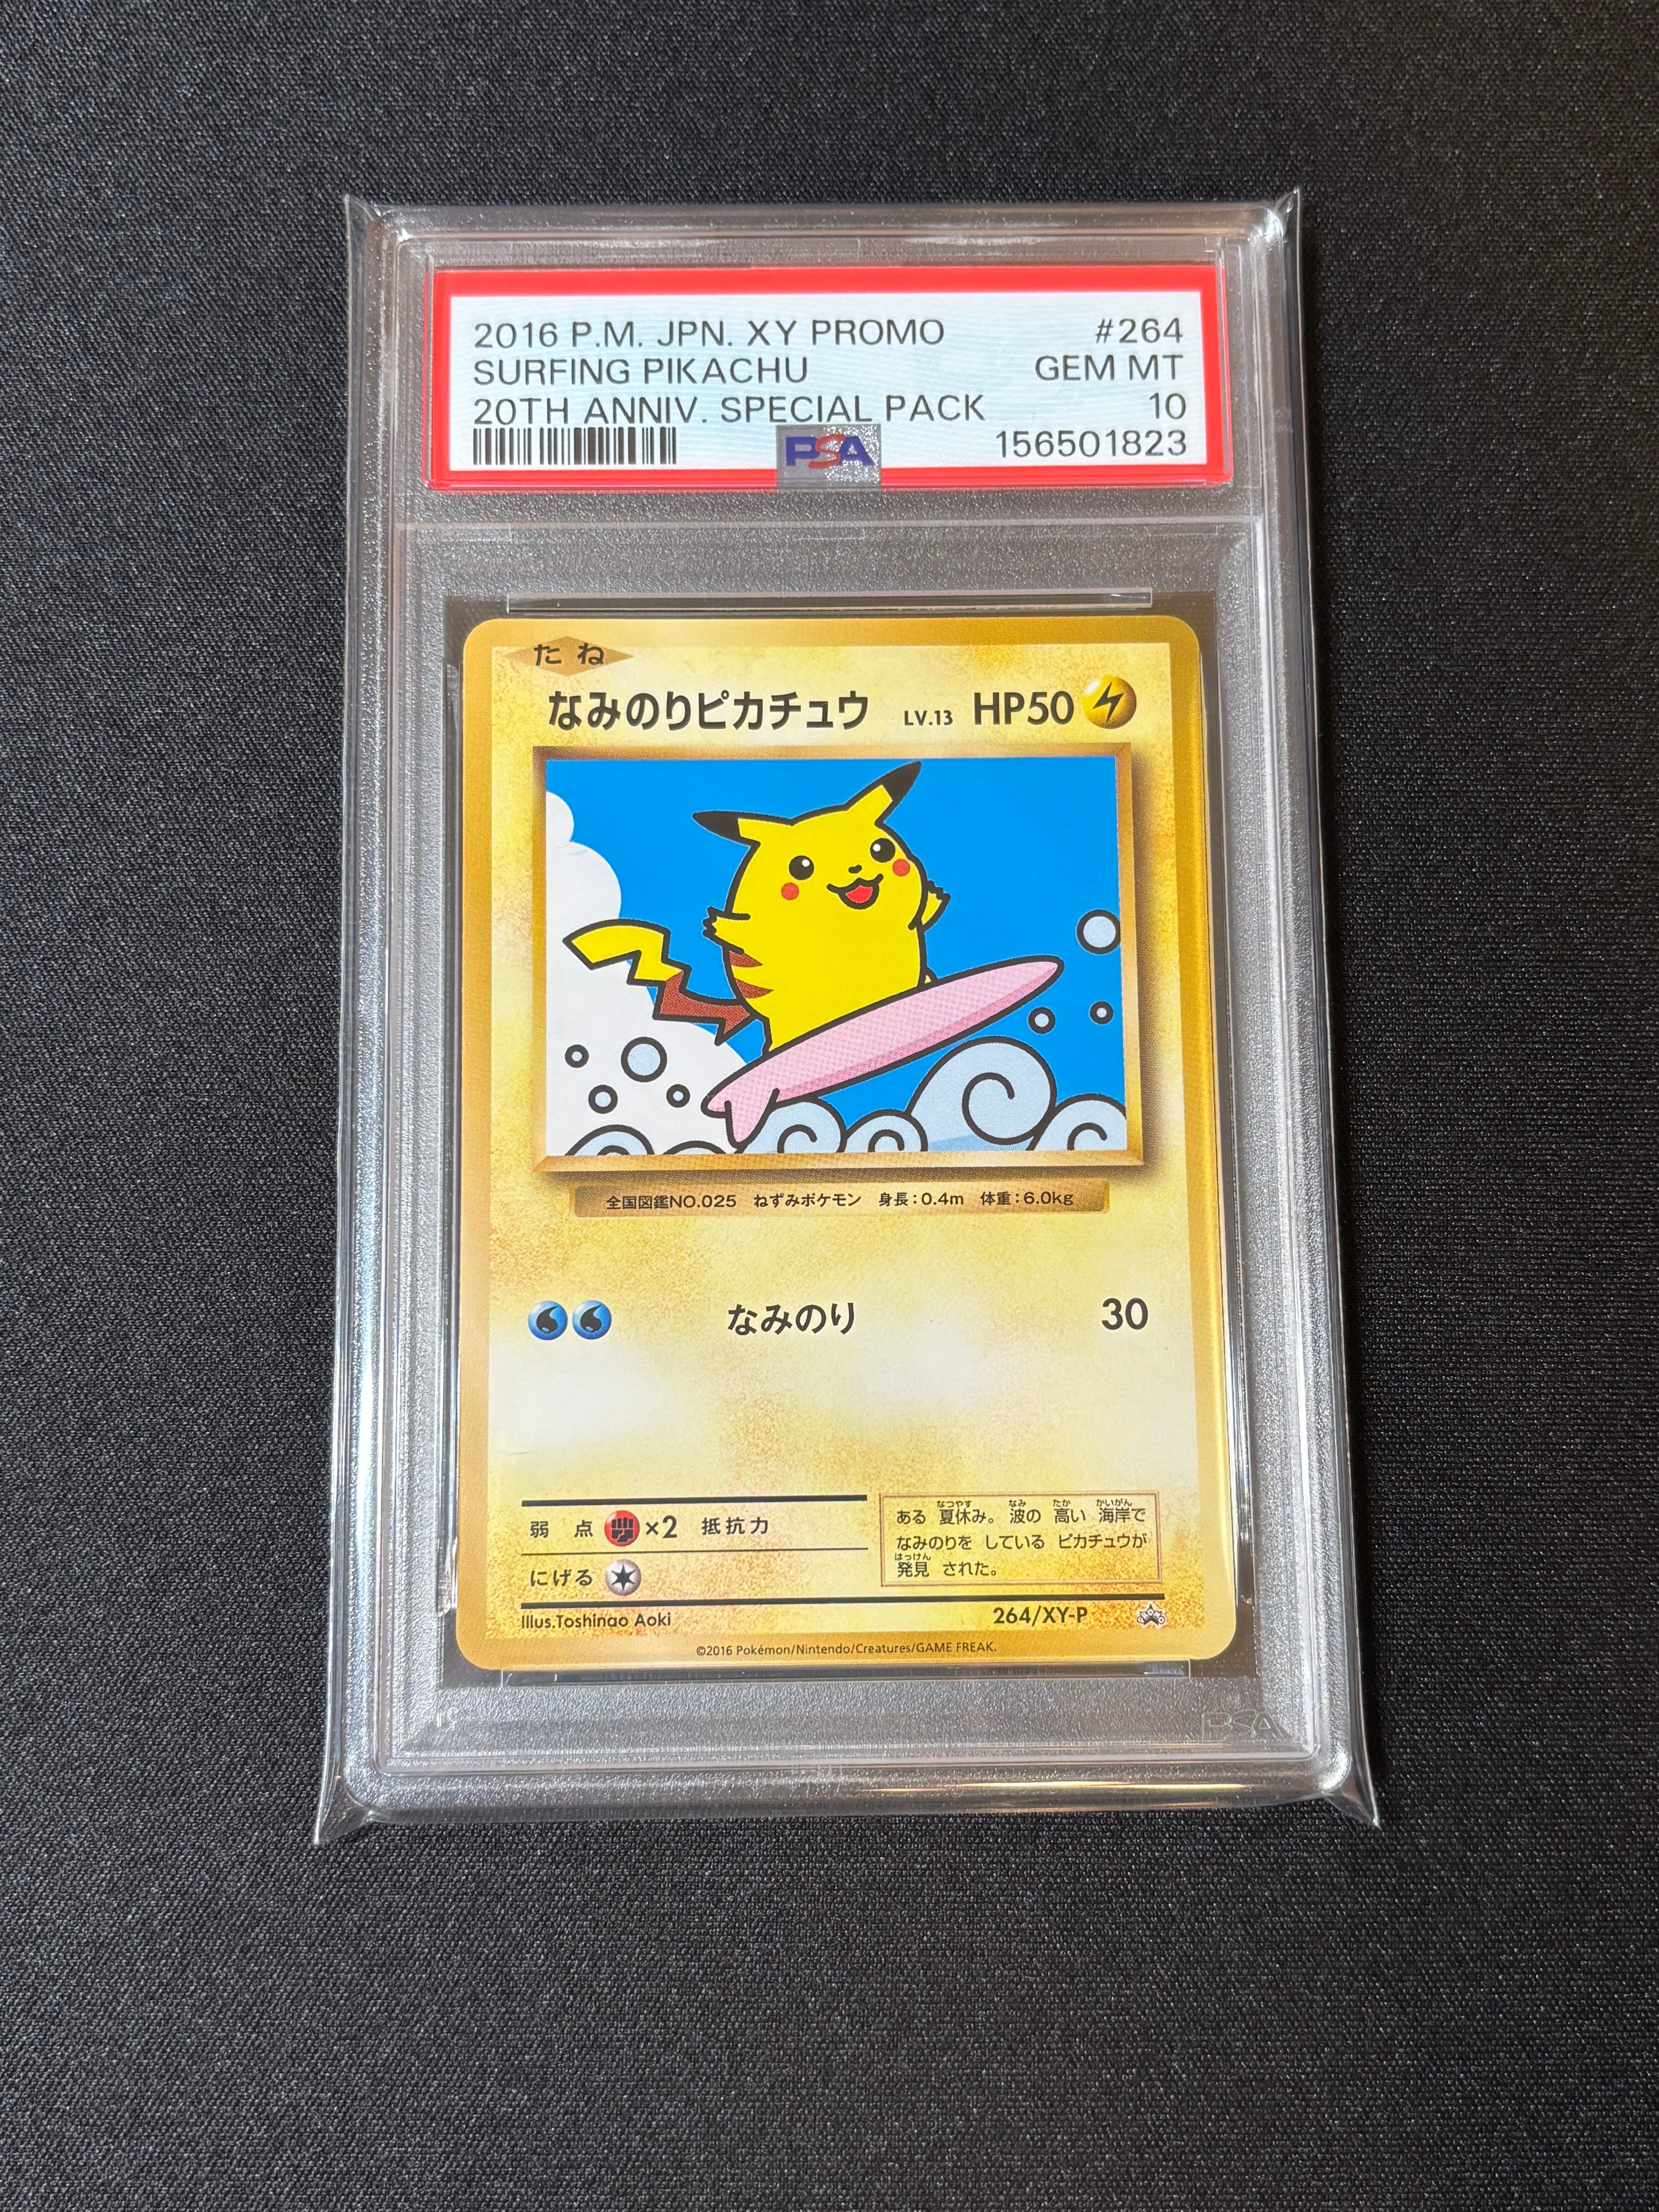 2016 P.M. JPN. XY PROMO #264
SURFING PIKACHU GEM MT
20TH ANNIV. SPECIAL PACK 10
PSA 156501823
たね
なみのりピカチュウ LV.13 HP50
全国図鑑NO.025 ねずみポケモン 身長:0.4m 体重:6.0kg
なみのり 30
弱点 ×2 抵抗力
にげる
なつやす なみ たか かいがん
ある 夏休み。 波の 高い 海岸で
なみのりを している ピカチュウが
はっけん
発見 された。
Illus.Toshinao Aoki 264/XY-P
©2016 Pokémon/Nintendo/Creatures/GAME FREAK.
PSA